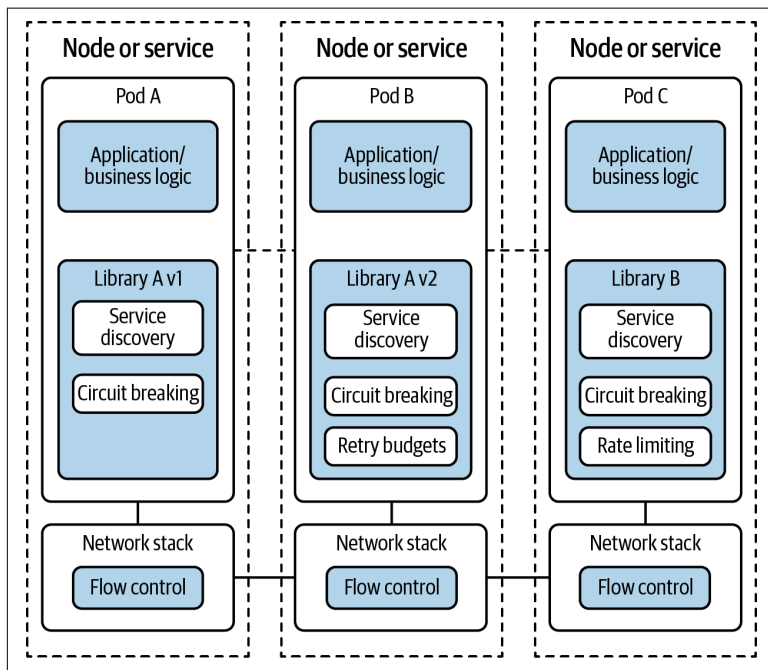 Node or service
Pod A
Application/
business logic
Library A v1
Service
discovery
Circuit breaking
Network stack
Flow control
Node or service
Pod B
Application/
business logic
Library A v2
Service
discovery
Circuit breaking
Retry budgets
Network stack
Flow control
Node or service
Pod C
Application/
business logic
Library B
Service
discovery
Circuit breaking
Rate limiting
Network stack
Flow control